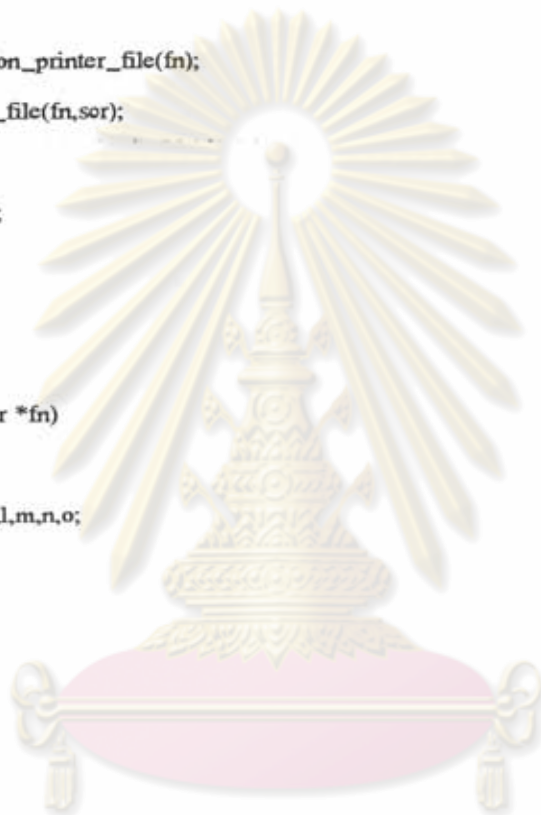 on_printer_file(fn);
_file(fn,sor);
;
r *fn)
l,m,n,o;